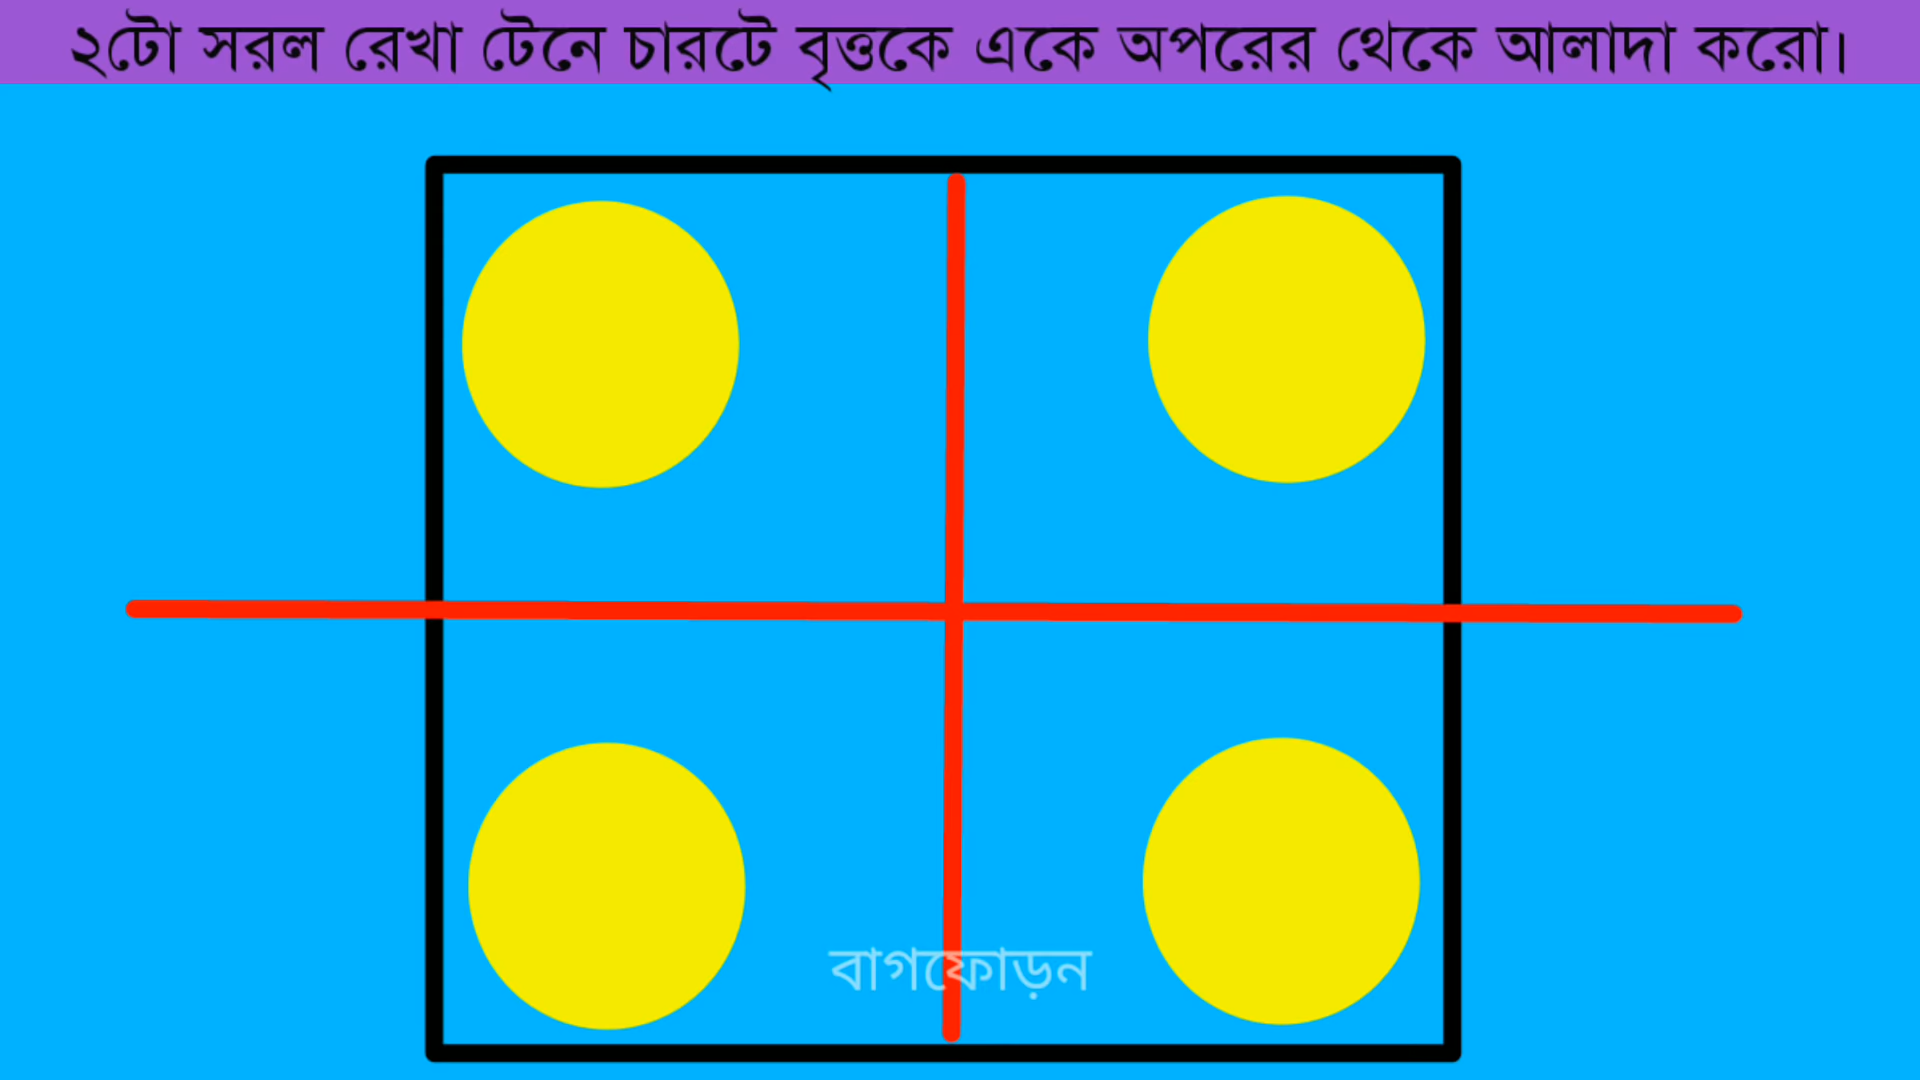 ২টো সরল রেখা টেনে চারটে বৃত্তকে একে অপরের থেকে আলাদা করো।
বাগফোড়ন